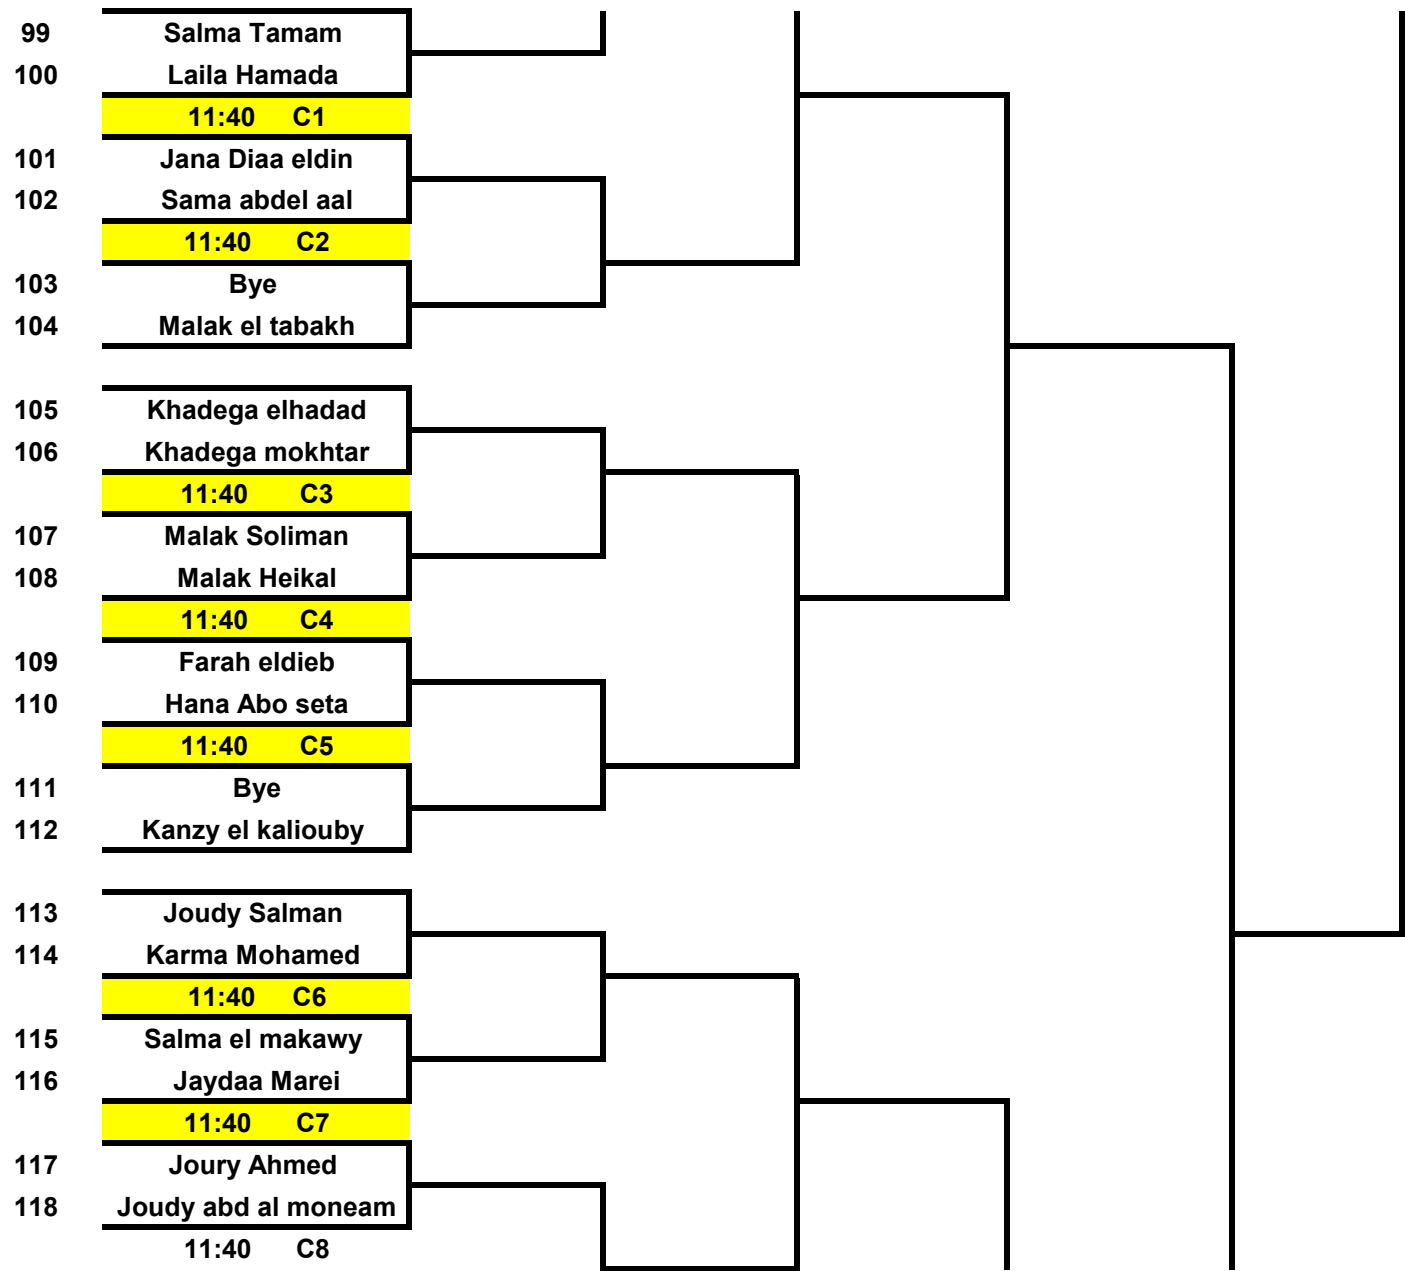 99 Salma Tamam
100 Laila Hamada
11:40 C1
101 Jana Diaa eldin
102 Sama abdel aal
11:40 C2
103 Bye
104 Malak el tabakh
105 Khadega elhadad
106 Khadega mokhtar
11:40 C3
107 Malak Soliman
108 Malak Heikal
11:40 C4
109 Farah eldieb
110 Hana Abo seta
11:40 C5
111 Bye
112 Kanzy el kaliouby
113 Joudy Salman
114 Karma Mohamed
11:40 C6
115 Salma el makawy
116 Jaydaa Marei
11:40 C7
117 Joury Ahmed
118 Joudy abd al moneam
11:40 C8